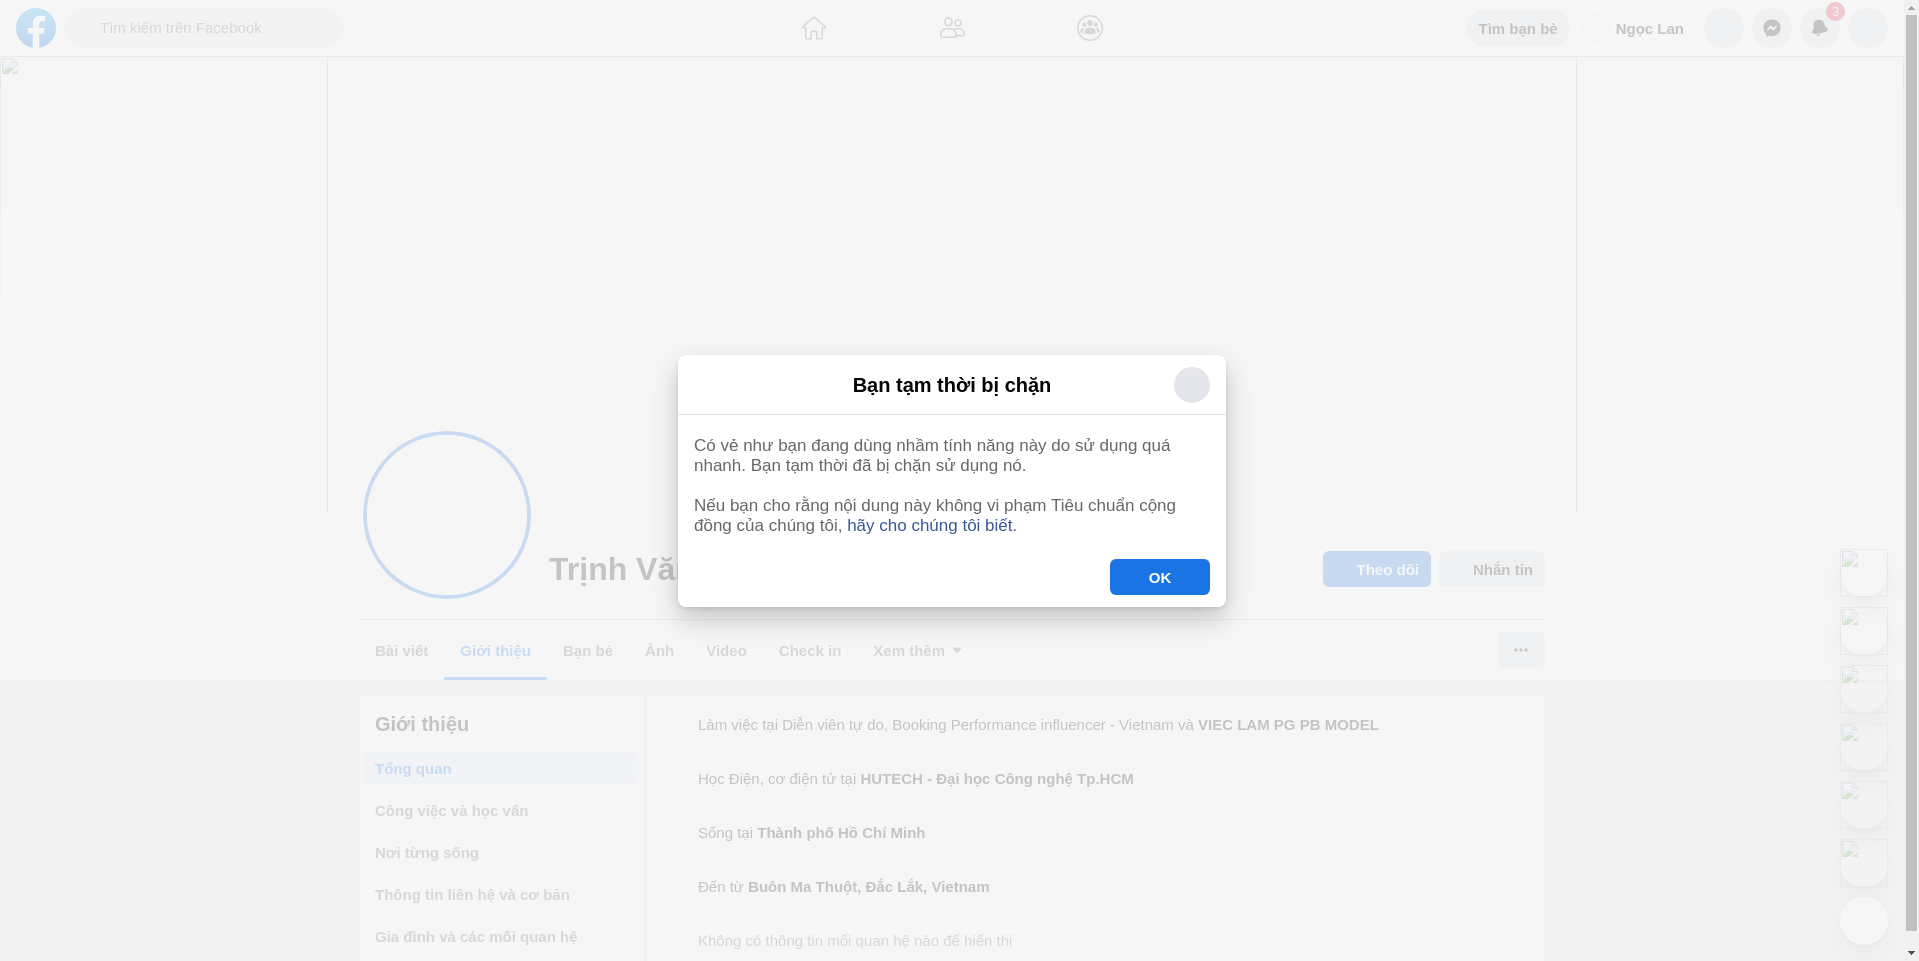 Tìm kiếm trên Facebook
Tìm bạn bè
Ngọc Lan
3
Bạn tạm thời bị chặn
Có vẻ như bạn đang dùng nhầm tính năng này do sử dụng quá
nhanh. Bạn tạm thời đã bị chặn sử dụng nó.
Nếu bạn cho rằng nội dung này không vi phạm Tiêu chuẩn cộng
đồng của chúng tôi, hãy cho chúng tôi biết.
OK
Trịnh Văn
Theo dõi
Nhắn tin
Bài viết
Giới thiệu
Bạn bè
Ảnh
Video
Check in
Xem thêm
Giới thiệu
Tổng quan
Công việc và học vấn
Nơi từng sống
Thông tin liên hệ và cơ bản
Gia đình và các mối quan hệ
Làm việc tại Diễn viên tự do, Booking Performance influencer - Vietnam và VIEC LAM PG PB MODEL
Học Điện, cơ điện tử tại HUTECH - Đại học Công nghệ Tp.HCM
Sống tại Thành phố Hồ Chí Minh
Đến từ Buôn Ma Thuột, Đắc Lắk, Vietnam
Không có thông tin mối quan hệ nào để hiển thị